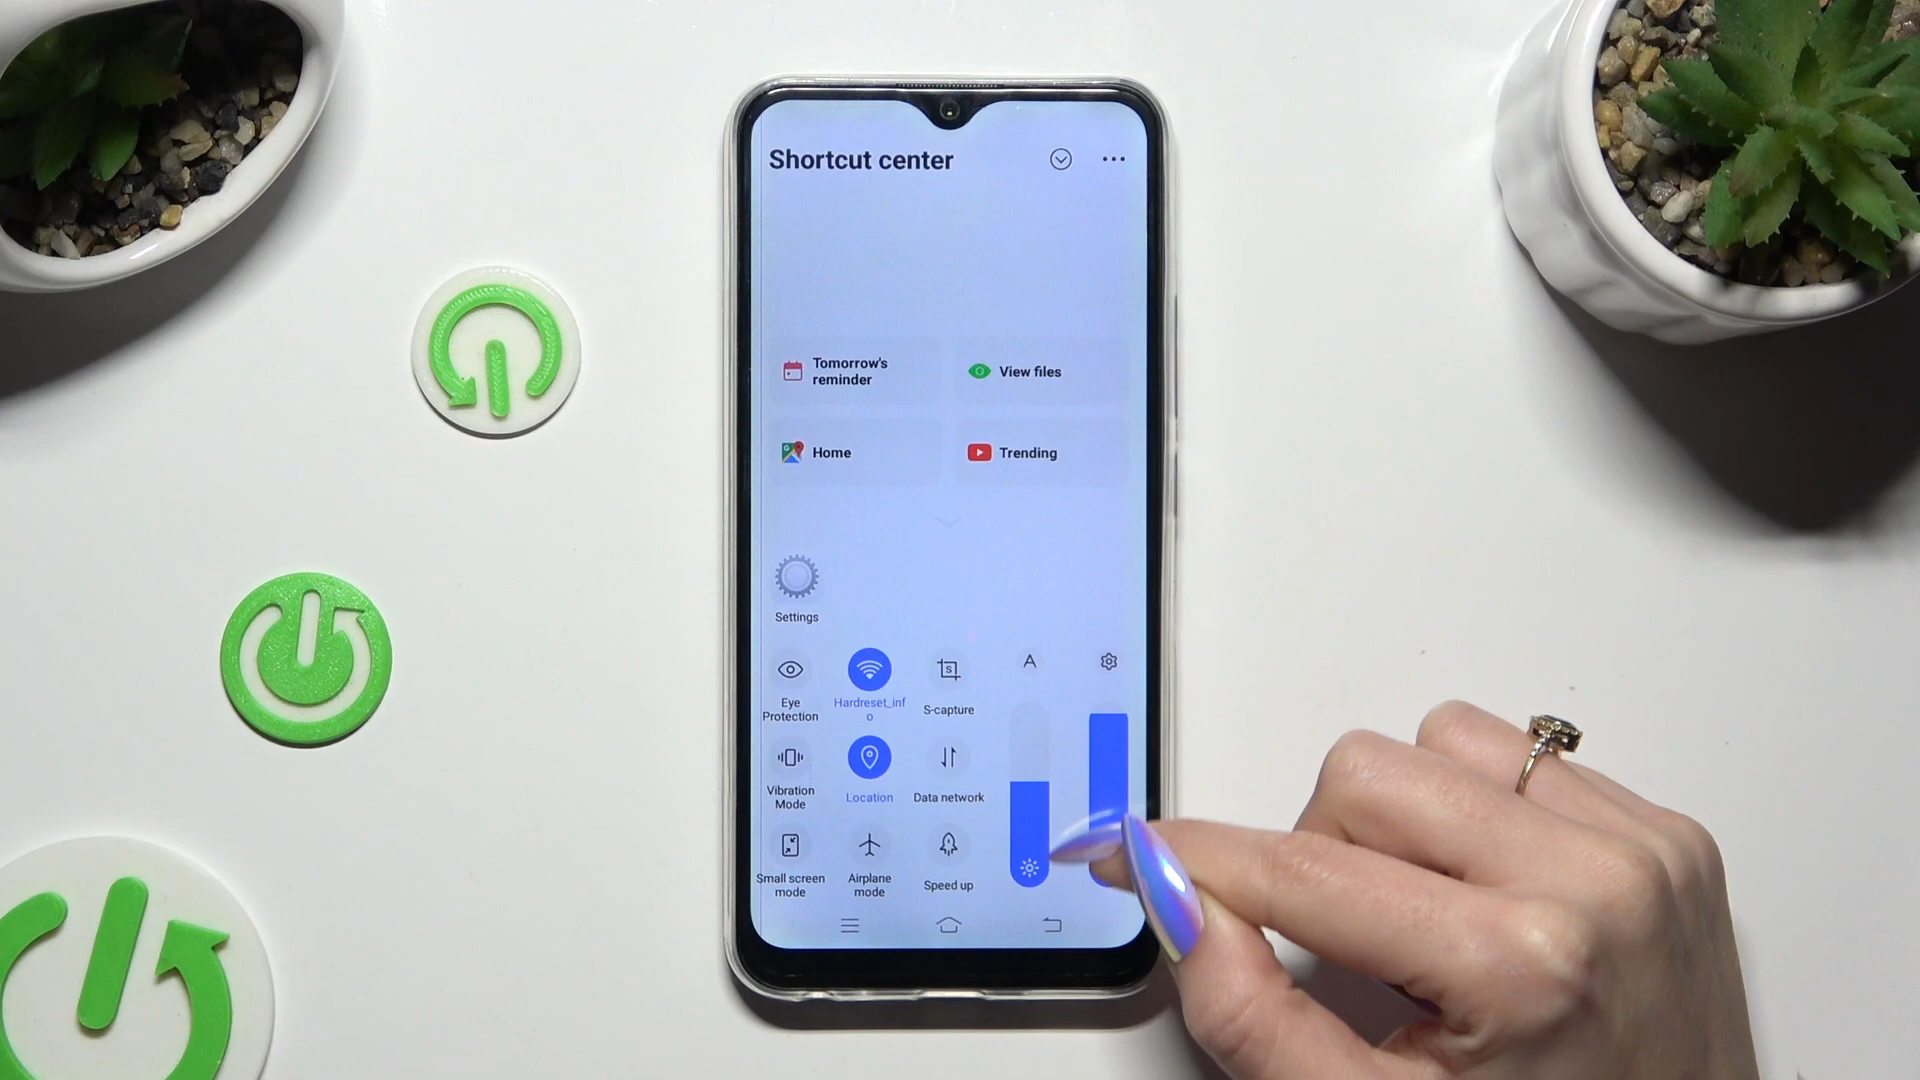 Shortcut center
Tomorrow's
reminder
View files
Home
Trending
Settings
A
Eye
Protection
Hardreset_inf
o
S-capture
Vibration
Mode
Location
Data network
Small screen
mode
Airplane
mode
Speed up